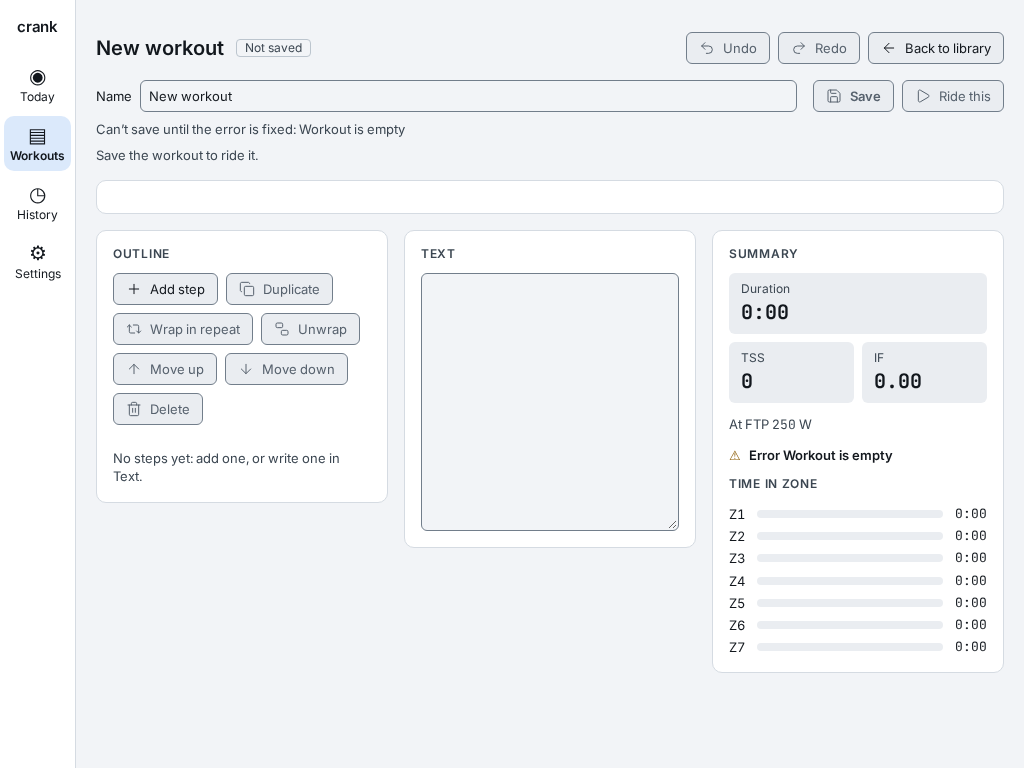 crank
Today
Workouts
History
Settings
New workout
Not saved
Undo
Redo
Back to library
Name
New workout
Save
Ride this
Can’t save until the error is fixed: Workout is empty
Save the workout to ride it.
OUTLINE
Add step
Duplicate
Wrap in repeat
Unwrap
Move up
Move down
Delete
No steps yet: add one, or write one in
Text.
TEXT
SUMMARY
Duration
0:00
TSS
0
IF
0.00
At FTP 250 W
⚠ Error Workout is empty
TIME IN ZONE
Z1 0:00
Z2 0:00
Z3 0:00
Z4 0:00
Z5 0:00
Z6 0:00
Z7 0:00